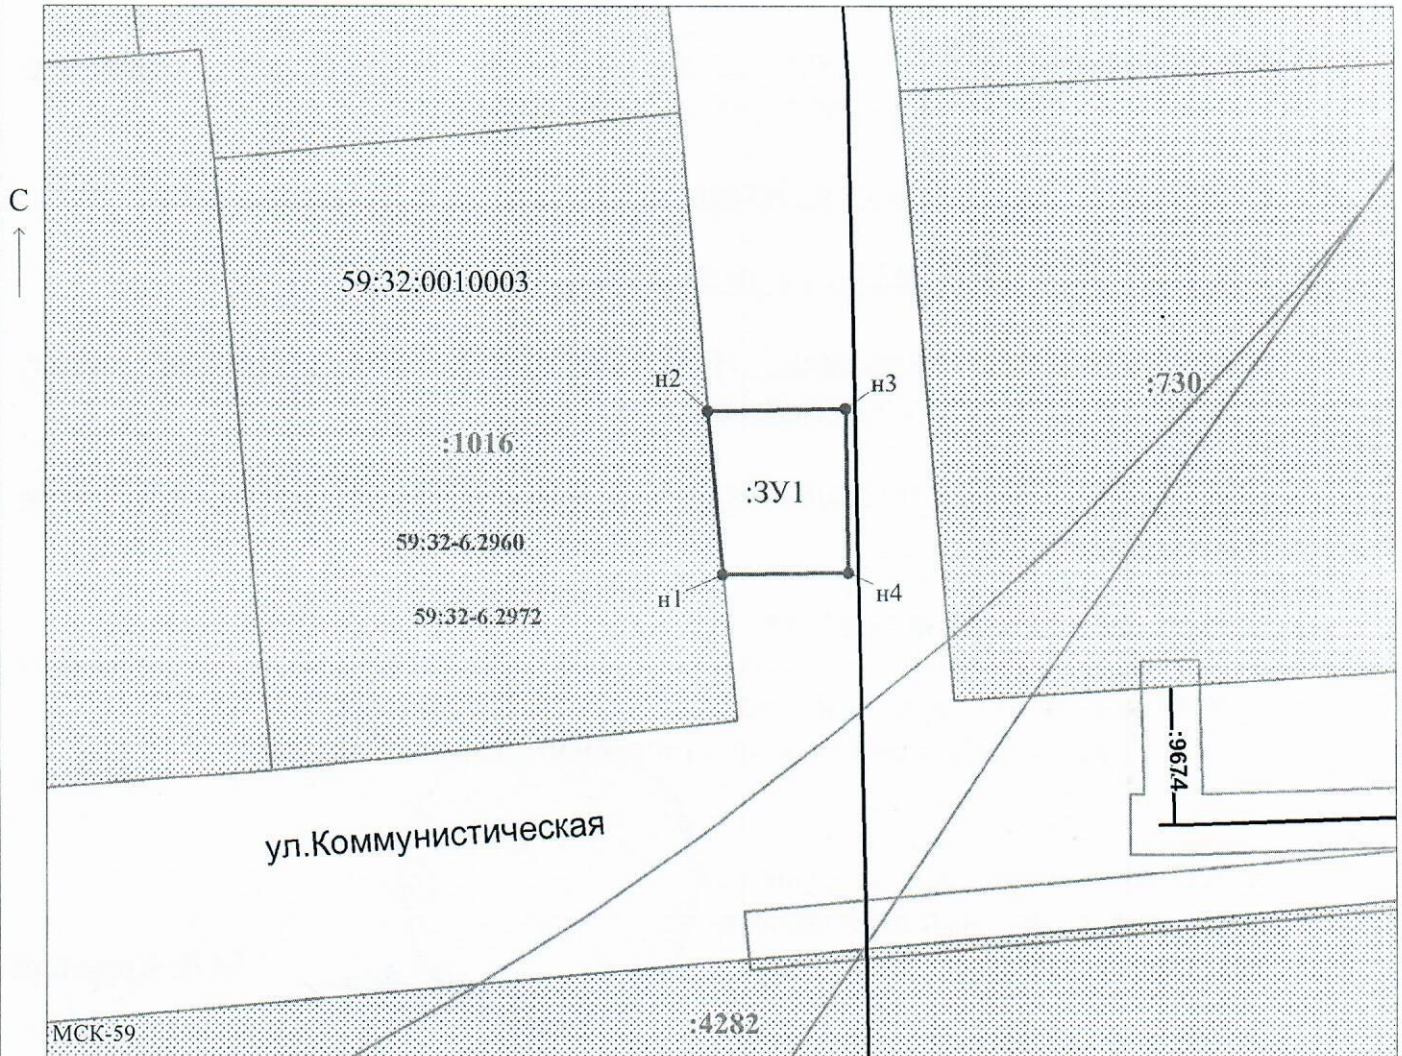 С
59:32:0010003
н2
н3
:730
:1016
:ЗУ1
59:32-6.2960
н1
н4
59:32-6.2972
:9674
ул.Коммунистическая
:4282
МСК-59